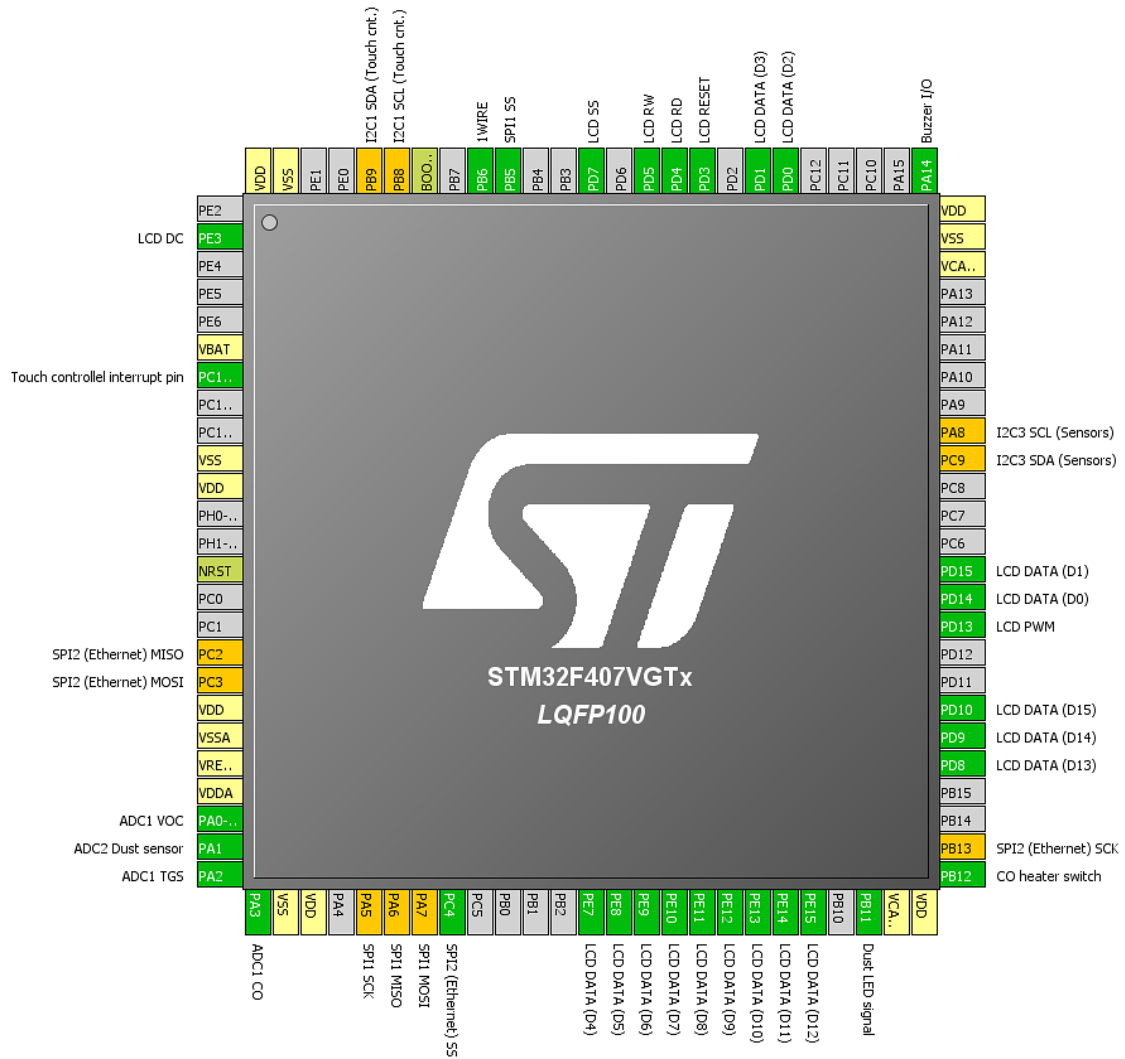 I2C1 SDA (Touch cnt.)
I2C1 SCL (Touch cnt.)
1WIRE
SPI1 SS
LCD SS
LCD RW
LCD RD
LCD RESET
LCD DATA (D3)
LCD DATA (D2)
Buzzer I/O
VDD
VSS
PE1
PE0
PB9
PB8
BOO..
PB7
PB6
PB5
PB4
PB3
PD7
PD6
PD5
PD4
PD3
PD2
PD1
PD0
PC12
PC11
PC10
PA15
PA14
PE2
LCD DC PE3
PE4
PE5
PE6
VBAT
Touch controllel interrupt pin PC1..
PC1..
PC1..
VSS
VDD
PH0-..
PH1-..
NRST
PC0
PC1
SPI2 (Ethernet) MISO PC2
SPI2 (Ethernet) MOSI PC3
VDD
VSSA
VRE..
VDDA
ADC1 VOC PA0-..
ADC2 Dust sensor PA1
ADC1 TGS PA2
STM32F407VGTx
LQFP100
VDD
VSS
VCA..
PA13
PA12
PA11
PA10
PA9
PA8 I2C3 SCL (Sensors)
PC9 I2C3 SDA (Sensors)
PC8
PC7
PC6
PD15 LCD DATA (D1)
PD14 LCD DATA (D0)
PD13 LCD PWM
PD12
PD11
PD10 LCD DATA (D15)
PD9 LCD DATA (D14)
PD8 LCD DATA (D13)
PB15
PB14
PB13 SPI2 (Ethernet) SCK
PB12 CO heater switch
PA3
VSS
VDD
PA4
PA5
PA6
PA7
PC4
PC5
PB0
PB1
PB2
PE7
PE8
PE9
PE10
PE11
PE12
PE13
PE14
PE15
PB10
PB11
VCA..
VDD
ADC1 CO
SPI1 SCK
SPI1 MISO
SPI1 MOSI
SPI2 (Ethernet) SS
LCD DATA (D4)
LCD DATA (D5)
LCD DATA (D6)
LCD DATA (D7)
LCD DATA (D8)
LCD DATA (D9)
LCD DATA (D10)
LCD DATA (D11)
LCD DATA (D12)
Dust LED signal